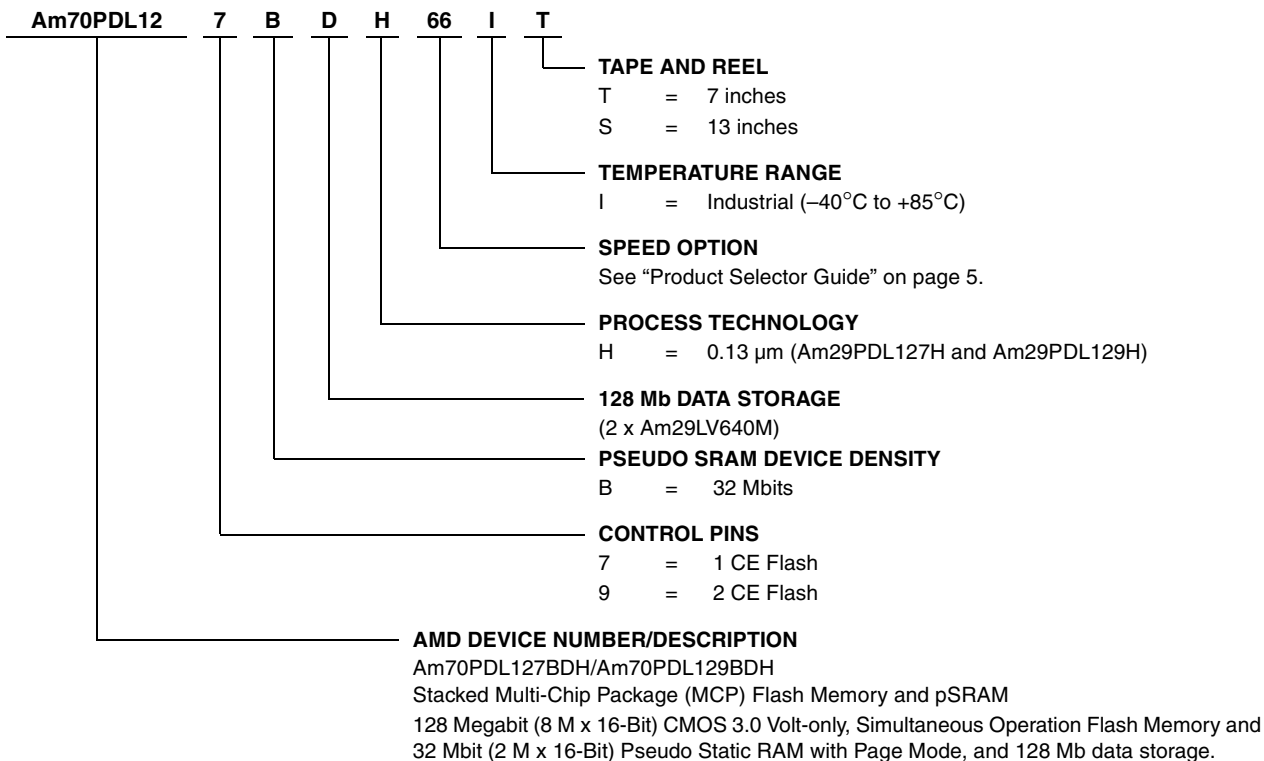 Am70PDL12 7 B D H 66 I T
TAPE AND REEL
T = 7 inches
S = 13 inches
TEMPERATURE RANGE
I = Industrial (–40°C to +85°C)
SPEED OPTION
See “Product Selector Guide” on page 5.
PROCESS TECHNOLOGY
H = 0.13 µm (Am29PDL127H and Am29PDL129H)
128 Mb DATA STORAGE
(2 x Am29LV640M)
PSEUDO SRAM DEVICE DENSITY
B = 32 Mbits
CONTROL PINS
7 = 1 CE Flash
9 = 2 CE Flash
AMD DEVICE NUMBER/DESCRIPTION
Am70PDL127BDH/Am70PDL129BDH
Stacked Multi-Chip Package (MCP) Flash Memory and pSRAM
128 Megabit (8 M x 16-Bit) CMOS 3.0 Volt-only, Simultaneous Operation Flash Memory and
32 Mbit (2 M x 16-Bit) Pseudo Static RAM with Page Mode, and 128 Mb data storage.